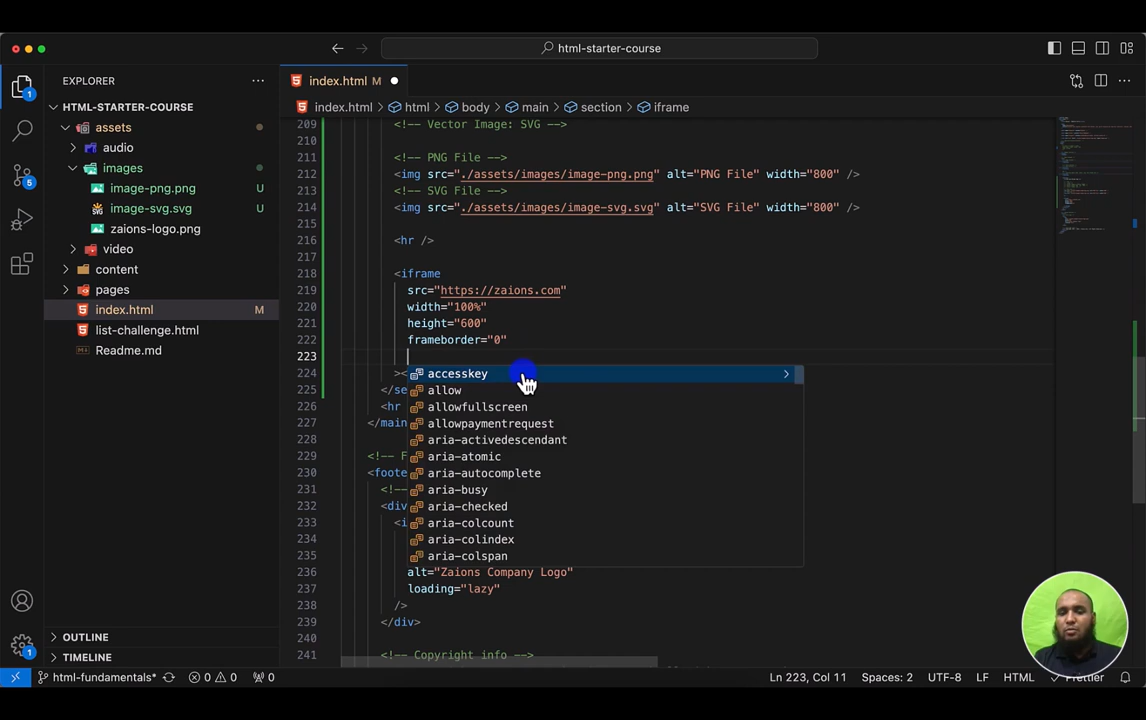 html-starter-course
EXPLORER
index.html M
HTML-STARTER-COURSE
index.html > html > body > main > section > iframe
assets
audio
images
image-png.png U
image-svg.svg U
zaions-logo.png
video
content
pages
index.html M
list-challenge.html
Readme.md
OUTLINE
TIMELINE
1
5
1
209 <!-- Vector Image: SVG -->
210
211 <!-- PNG File -->
212 <img src="./assets/images/image-png.png" alt="PNG File" width="800" />
213 <!-- SVG File -->
214 <img src="./assets/images/image-svg.svg" alt="SVG File" width="800" />
215
216 <hr />
217
218 <iframe
219 src="https://zaions.com"
220 width="100%"
221 height="600"
222 frameborder="0"
223
224 ><
225 </se
226 <hr
227 </main
228
229 <!-- F
230 <foote
231 <!--
232 <div
233 <i
234
235
236 alt="Zaions Company Logo"
237 loading="lazy"
238 />
239 </div>
240
241 <!-- Copyright info -->
accesskey
allow
allowfullscreen
allowpaymentrequest
aria-activedescendant
aria-atomic
aria-autocomplete
aria-busy
aria-checked
aria-colcount
aria-colindex
aria-colspan
html-fundamentals* 0 0 0 Ln 223, Col 11 Spaces: 2 UTF-8 LF HTML Prettier